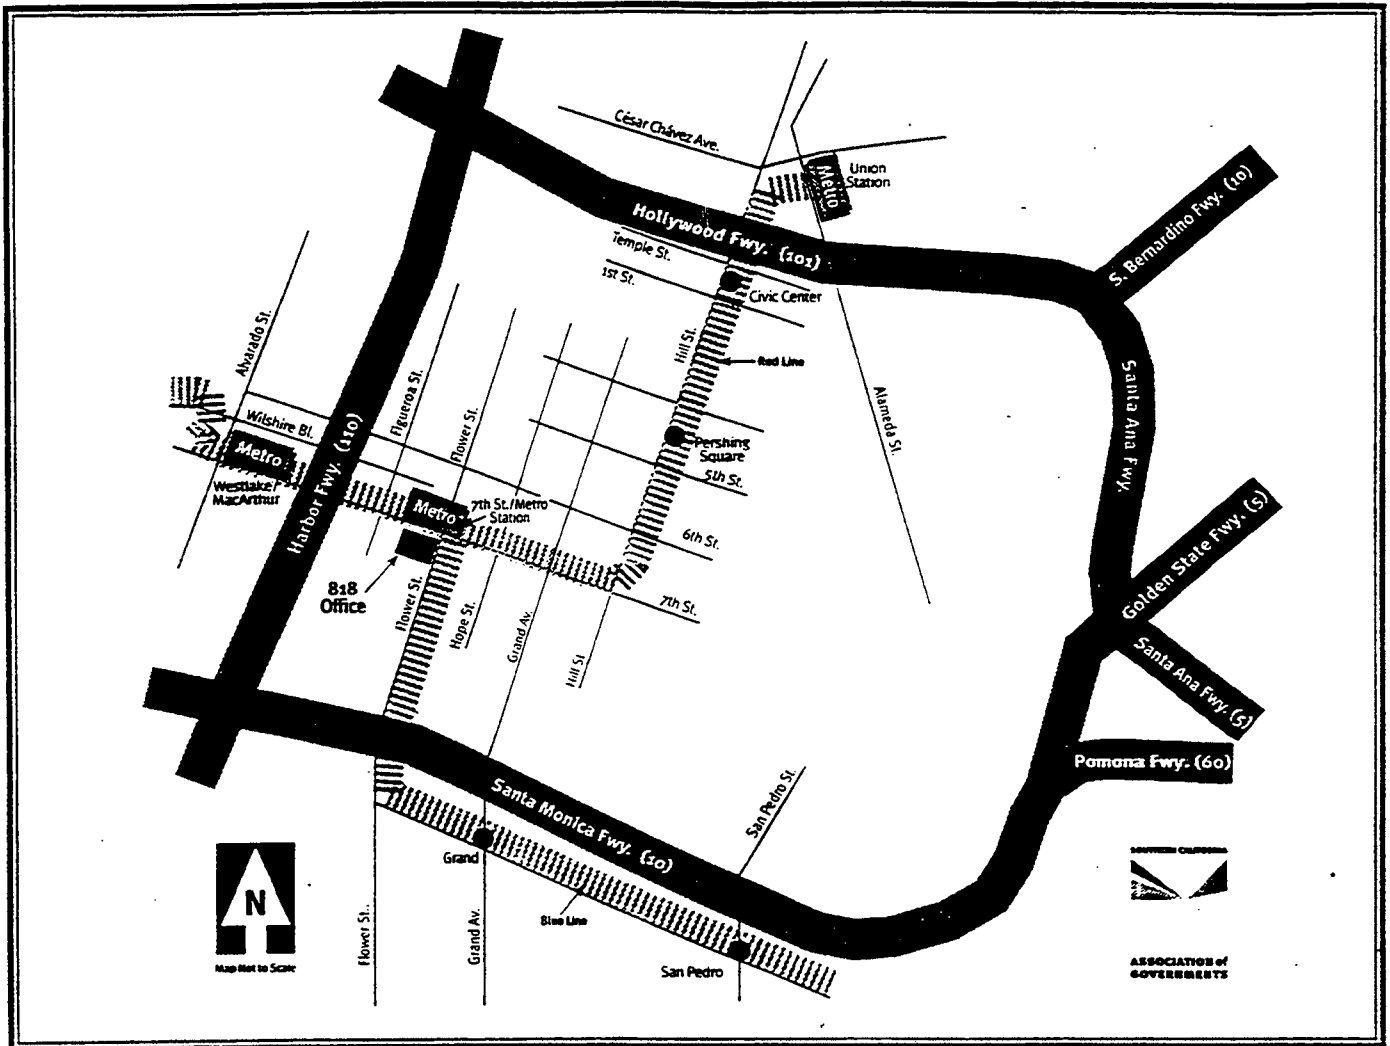 César Chávez Ave.
Union
Station
Metro
S. Bernardino Fwy. (10)
Hollywood Fwy. (101)
Temple St.
1st St.
Civic Center
Hill St.
Red Line
Alvarado St.
Figueroa St.
Flower St.
Alameda St.
Santa Ana Fwy.
Wilshire Bl.
Metro
Westlake/
MacArthur
Harbor Fwy. (110)
Pershing
Square
5th St.
Metro
7th St./Metro
Station
6th St.
Golden State Fwy. (5)
818
Office
Flower St.
Hope St.
Grand Av.
Hill St
7th St.
Santa Ana Fwy. (5)
Pomona Fwy. (60)
Santa Monica Fwy. (10)
San Pedro St.
Grand
Blue Line
Flower St.
Grand Av.
San Pedro
N
Map Not to Scale
SOUTHERN CALIFORNIA
ASSOCIATION of
GOVERNMENTS